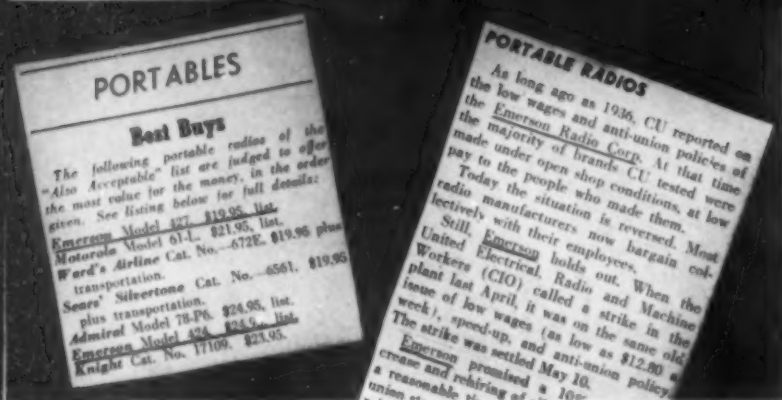 PORTABLES
Best Buys
The following portable radios of the
"Also Acceptable" list are judged to offer
the most value for the money, in the order
given. See listing below for full details:
Emerson Model 427. $19.95, list.
Motorola Model 61-L. $21.95, list.
Ward's Airline Cat. No.—672E. $19.95 plus
transportation.
Sears' Silvertone Cat. No.—6561. $19.95
plus transportation.
Admiral Model 78-P6. $24.95, list.
Emerson Model 424. list.
Knight Cat. No. 17109. $23.95.
PORTABLE RADIOS
As long ago as 1936, CU reported on
the low wages and anti-union policies of
the Emerson Radio Corp. At that time
the majority of brands CU tested were
made under open shop conditions, at low
pay to the people who made them.
Today the situation is reversed. Most
radio manufacturers now bargain col-
lectively with their employees.
Still, Emerson holds out. When the
United Electrical, Radio and Machine
Workers (CIO) called a strike in the
plant last April, it was on the same old
issue of low wages (as low as $12.80 a
week), speed-up, and anti-union policy.
The strike was settled May 10.
Emerson promised a 10%
crease and rehiring of
a reasonable
union